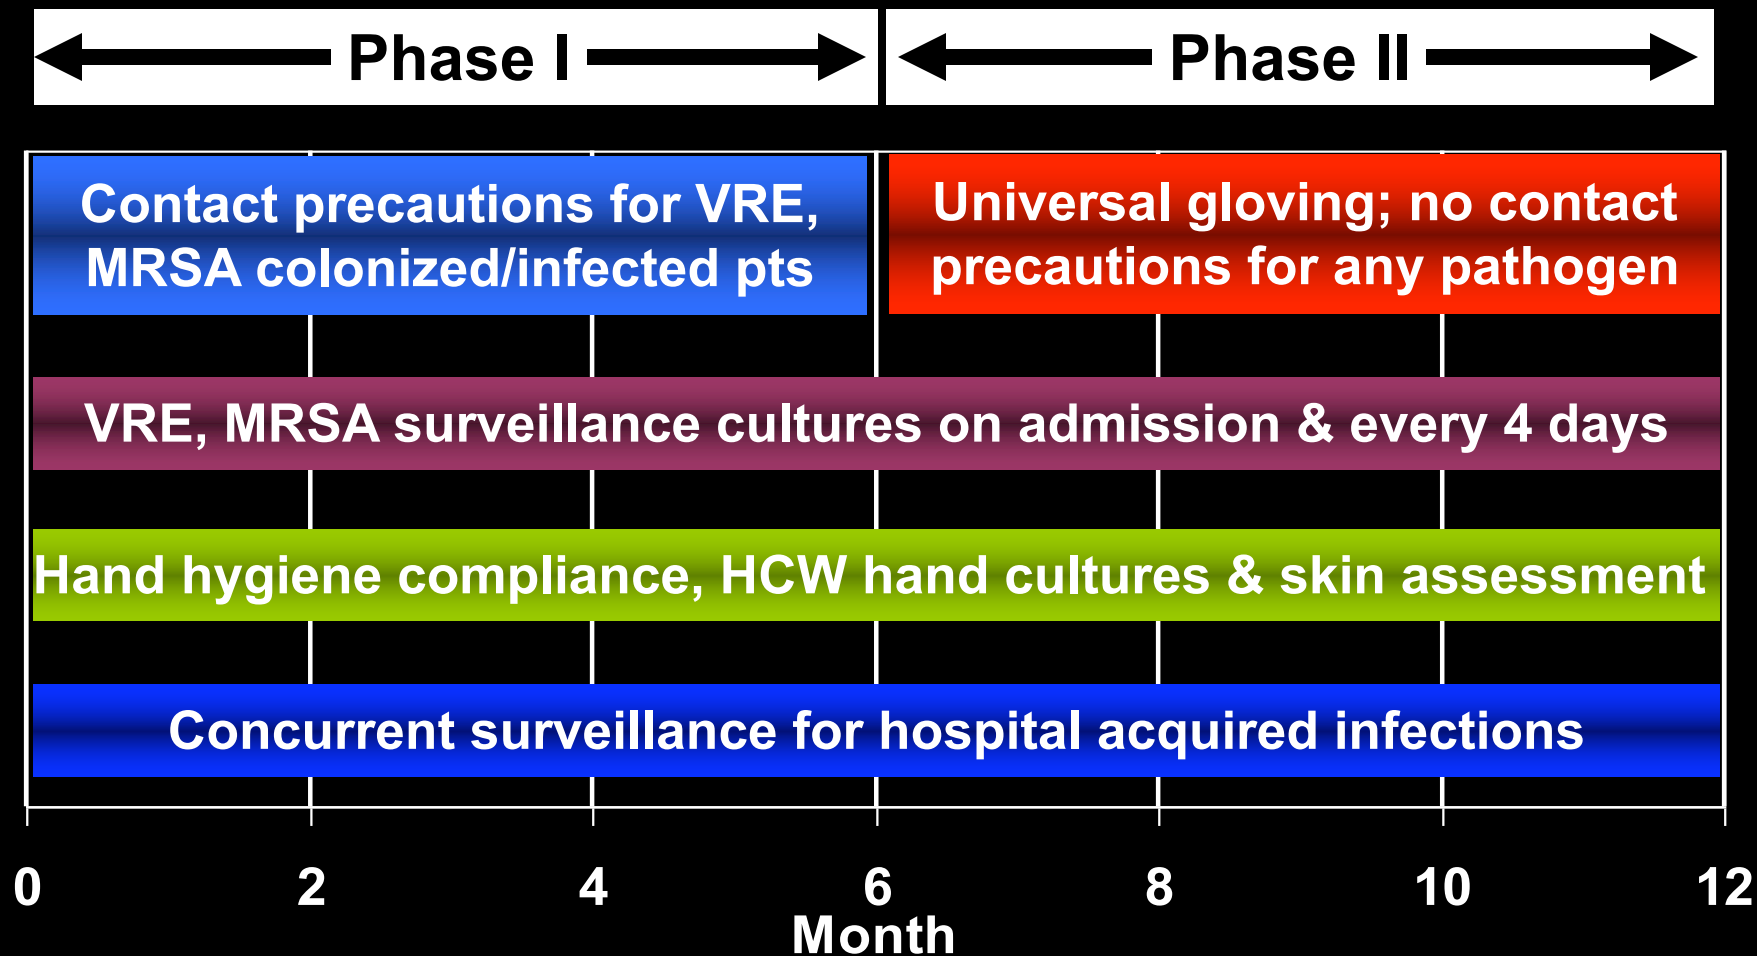 Phase I
Phase II
Contact precautions for VRE,
MRSA colonized/infected pts
Universal gloving; no contact
precautions for any pathogen
VRE, MRSA surveillance cultures on admission & every 4 days
Hand hygiene compliance, HCW hand cultures & skin assessment
Concurrent surveillance for hospital acquired infections
0 2 4 6 8 10 12
Month